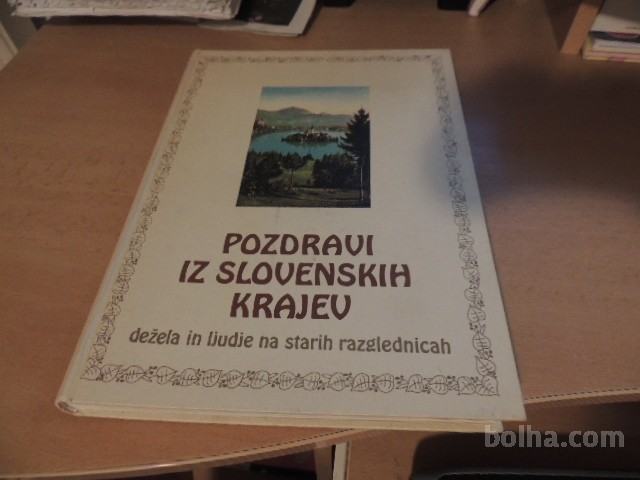 POZDRAVI
IZ SLOVENSKIH
KRAJEV
dežela in ljudje na starih razglednicah
bolha.com